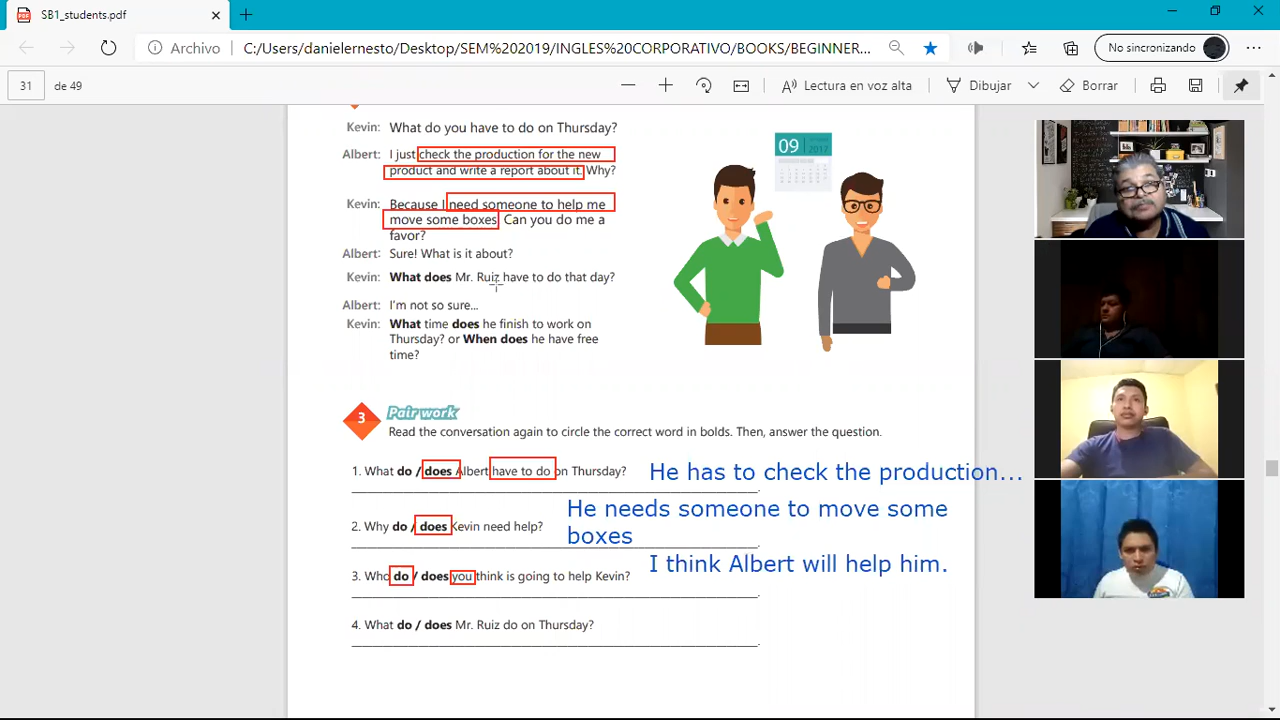 SB1_students.pdf
Archivo
C:/Users/danielernesto/Desktop/SEM%202019/INGLES%20CORPORATIVO/BOOKS/BEGINNER...
No sincronizando
31
de 49
Lectura en voz alta
Dibujar
Borrar
Kevin: What do you have to do on Thursday?
Albert: I just check the production for the new
product and write a report about it. Why?
Kevin: Because I need someone to help me
move some boxes. Can you do me a
favor?
Albert: Sure! What is it about?
Kevin: What does Mr. Ruiz have to do that day?
Albert: I'm not so sure...
Kevin: What time does he finish to work on
Thursday? or When does he have free
time?
09
2017
3
Pair work
Read the conversation again to circle the correct word in bolds. Then, answer the question.
1. What do / does Albert have to do on Thursday?
He has to check the production...
2. Why do / does Kevin need help?
He needs someone to move some
boxes
3. Who do / does you think is going to help Kevin?
I think Albert will help him.
4. What do / does Mr. Ruiz do on Thursday?